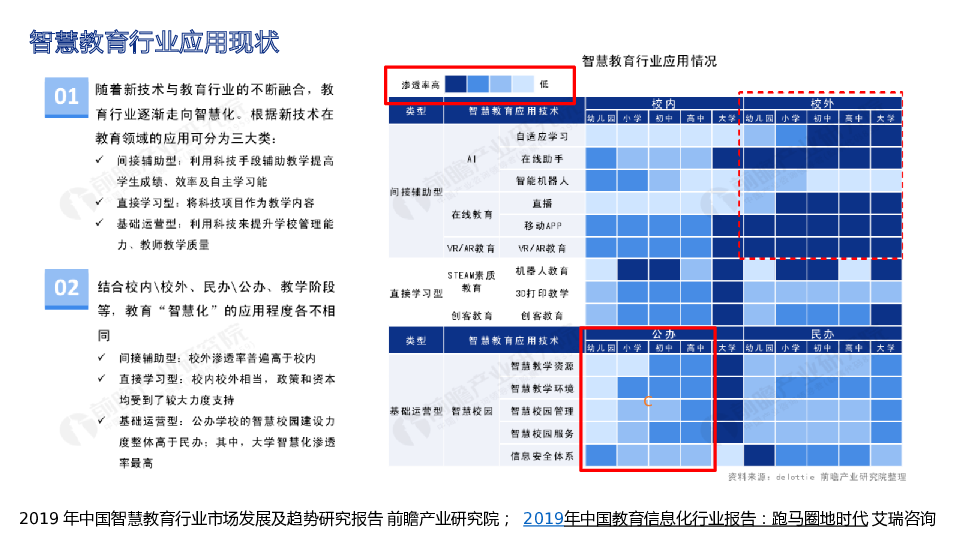 智慧教育行业应用现状
01
随着新技术与教育行业的不断融合，教
育行业逐渐走向智慧化。根据新技术在
教育领域的应用可分为三大类：
✓ 间接辅助型：利用科技手段辅助教学提高
学生成绩、效率及自主学习能
✓ 直接学习型：将科技项目作为教学内容
✓ 基础运营型：利用科技来提升学校管理能
力、教师教学质量
02
结合校内\校外、民办\公办、教学阶段
等，教育“智慧化”的应用程度各不相
同
✓ 间接辅助型：校外渗透率普遍高于校内
✓ 直接学习型：校内校外相当，政策和资本
均受到了较大力度支持
✓ 基础运营型：公办学校的智慧校园建设力
度整体高于民办；其中，大学智慧化渗透
率最高
智慧教育行业应用情况
渗透率高 低
类型 智慧教育应用技术 校内 校外
幼儿园 小学 初中 高中 大学 幼儿园 小学 初中 高中 大学
间接辅助型 AI 自适应学习
在线助手
智能机器人
在线教育 直播
移动APP
VR/AR教育 VR/AR教育
直接学习型 STEAM素质教育 机器人教育
3D打印教学
创客教育 创客教育
类型 智慧教育应用技术 公办 民办
幼儿园 小学 初中 高中 大学 幼儿园 小学 初中 高中 大学
基础运营型 智慧校园 智慧教学资源
智慧教学环境
C
智慧校园管理
智慧校园服务
信息安全体系
资料来源：delottie 前瞻产业研究院整理
2019 年中国智慧教育行业市场发展及趋势研究报告 前瞻产业研究院； 2019年中国教育信息化行业报告：跑马圈地时代 艾瑞咨询
前瞻产业研究院